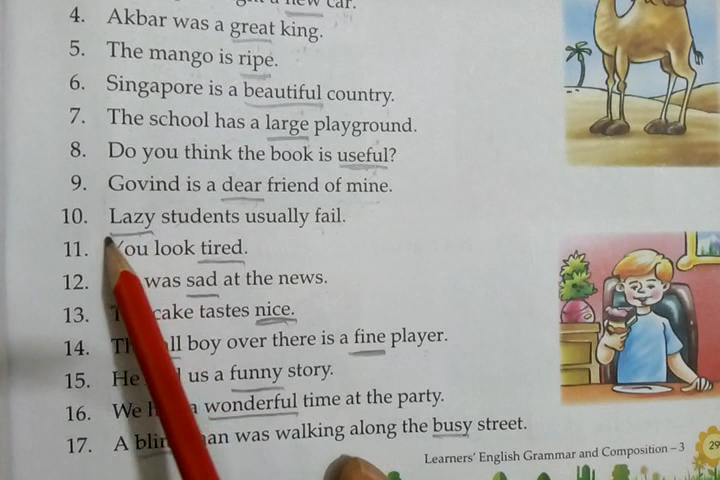 car.
4. Akbar was a great king.
5. The mango is ripe.
6. Singapore is a beautiful country.
7. The school has a large playground.
8. Do you think the book is useful?
9. Govind is a dear friend of mine.
10. Lazy students usually fail.
11. You look tired.
12. was sad at the news.
13. cake tastes nice.
14. boy over there is a fine player.
15. He us a funny story.
16. We a wonderful time at the party.
17. A was walking along the busy street.
Learners' English Grammar and Composition – 3
29